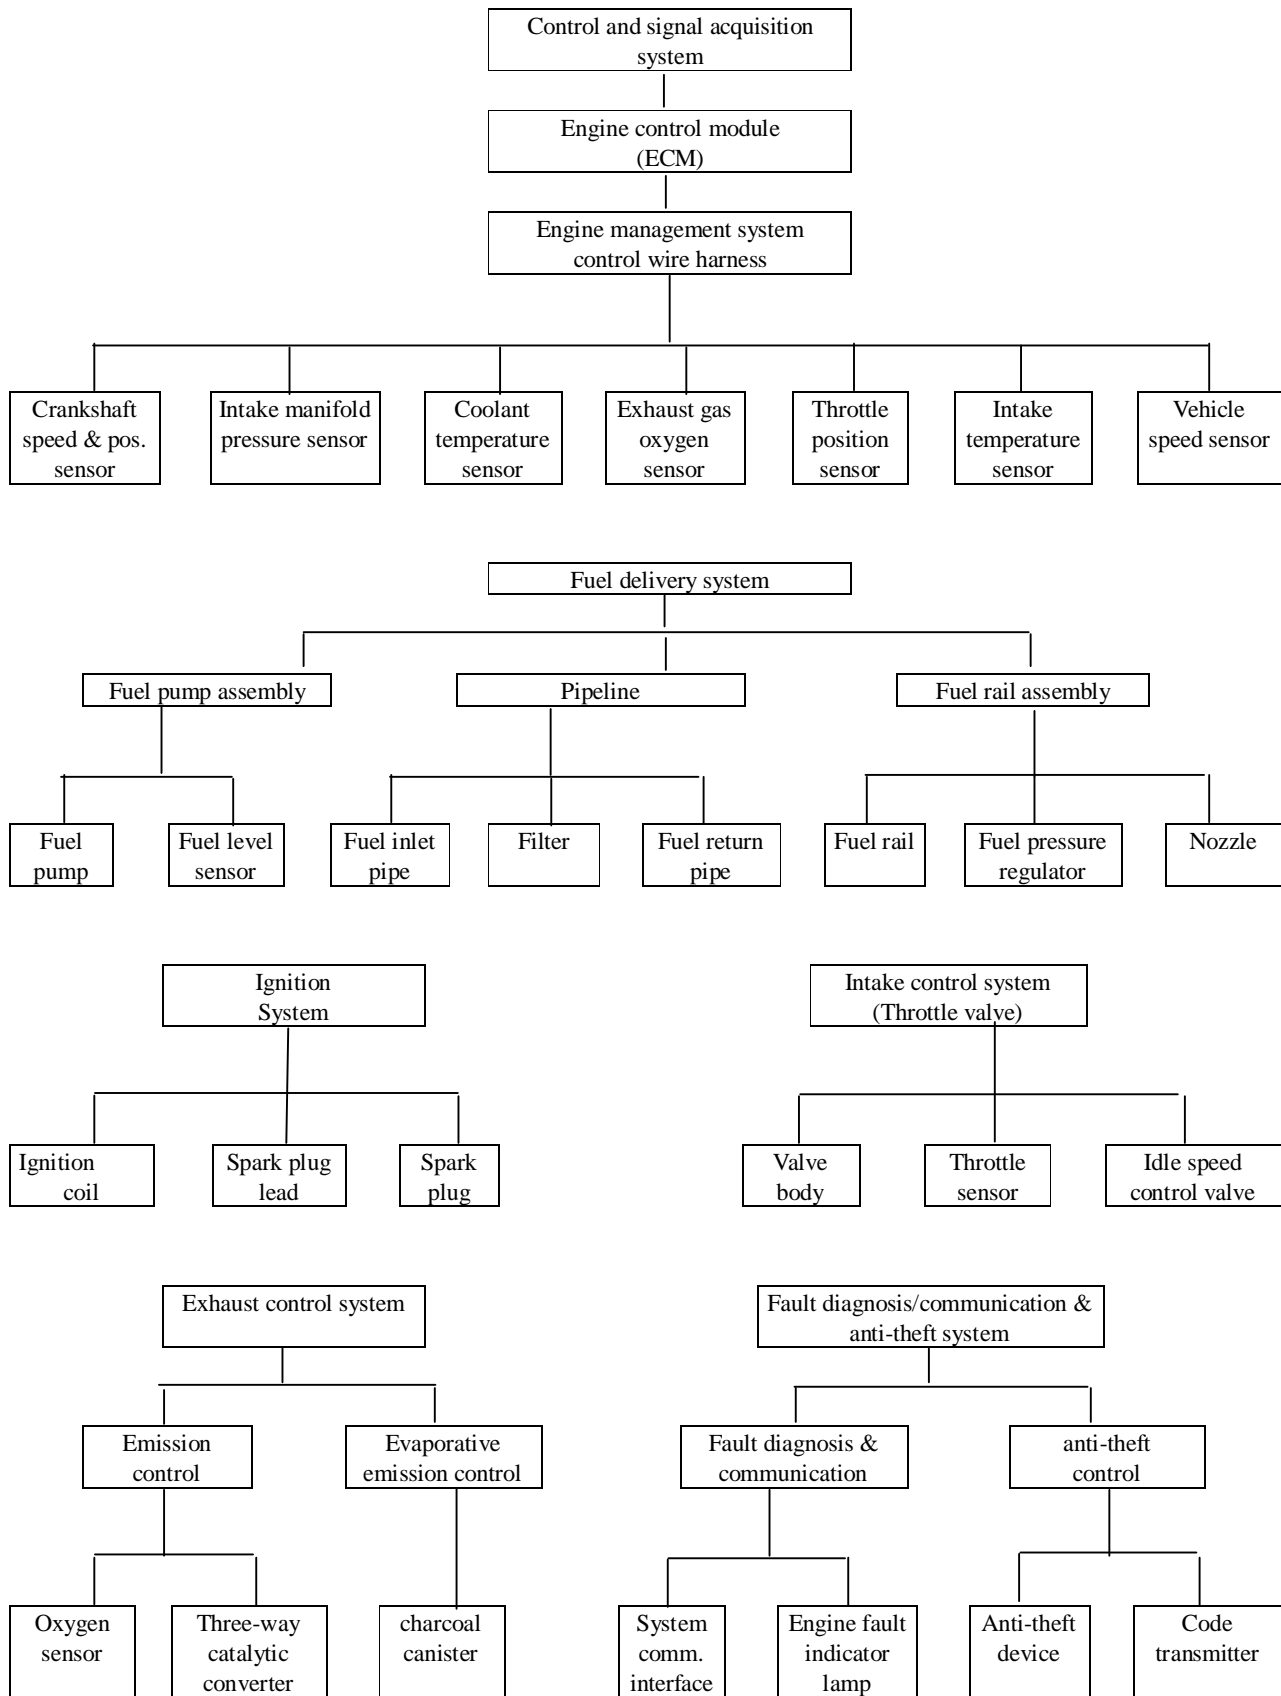 Control and signal acquisition
system
Engine control module
(ECM)
Engine management system
control wire harness
Crankshaft
speed & pos.
sensor
Intake manifold
pressure sensor
Coolant
temperature
sensor
Exhaust gas
oxygen
sensor
Throttle
position
sensor
Intake
temperature
sensor
Vehicle
speed sensor
Fuel delivery system
Fuel pump assembly
Pipeline
Fuel rail assembly
Fuel
pump
Fuel level
sensor
Fuel inlet
pipe
Filter
Fuel return
pipe
Fuel rail
Fuel pressure
regulator
Nozzle
Ignition
System
Intake control system
(Throttle valve)
Ignition
coil
Spark plug
lead
Spark
plug
Valve
body
Throttle
sensor
Idle speed
control valve
Exhaust control system
Fault diagnosis/communication &
anti-theft system
Emission
control
Evaporative
emission control
Fault diagnosis &
communication
anti-theft
control
Oxygen
sensor
Three-way
catalytic
converter
charcoal
canister
System
comm.
interface
Engine fault
indicator
lamp
Anti-theft
device
Code
transmitter